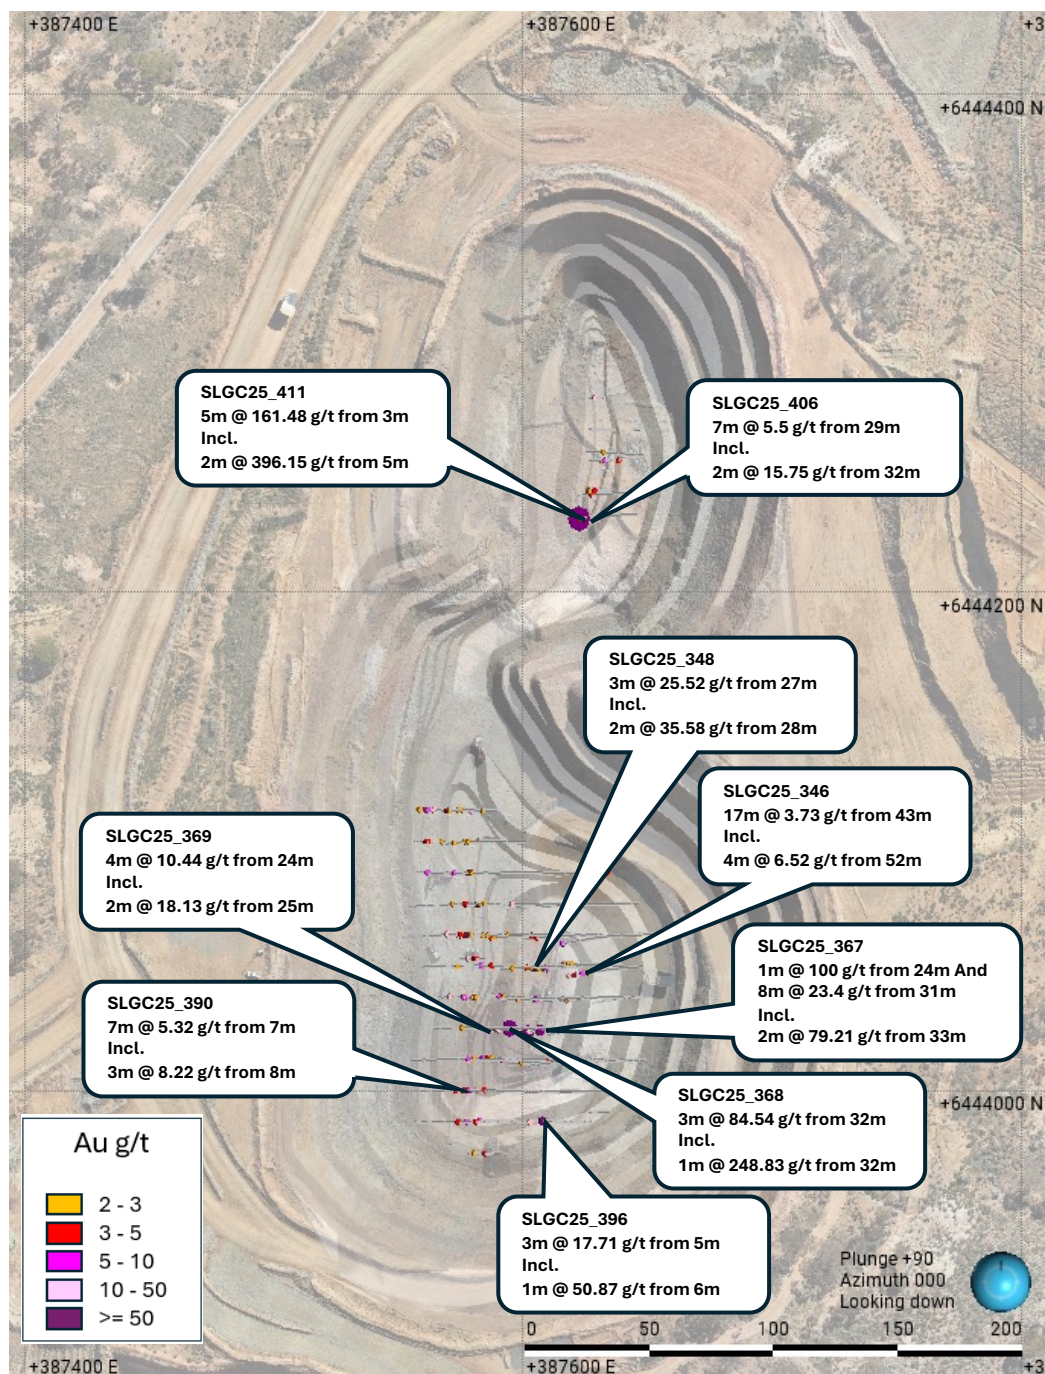 +387400 E
+387600 E
+3
+6444400 N
SLGC25_411
5m @ 161.48 g/t from 3m
Incl.
2m @ 396.15 g/t from 5m
SLGC25_406
7m @ 5.5 g/t from 29m
Incl.
2m @ 15.75 g/t from 32m
+6444200 N
SLGC25_348
3m @ 25.52 g/t from 27m
Incl.
2m @ 35.58 g/t from 28m
SLGC25_346
17m @ 3.73 g/t from 43m
Incl.
4m @ 6.52 g/t from 52m
SLGC25_369
4m @ 10.44 g/t from 24m
Incl.
2m @ 18.13 g/t from 25m
SLGC25_367
1m @ 100 g/t from 24m And
8m @ 23.4 g/t from 31m
Incl.
2m @ 79.21 g/t from 33m
SLGC25_390
7m @ 5.32 g/t from 7m
Incl.
3m @ 8.22 g/t from 8m
+6444000 N
SLGC25_368
3m @ 84.54 g/t from 32m
Incl.
1m @ 248.83 g/t from 32m
Au g/t
2 - 3
3 - 5
5 - 10
10 - 50
>= 50
SLGC25_396
3m @ 17.71 g/t from 5m
Incl.
1m @ 50.87 g/t from 6m
Plunge +90
Azimuth 000
Looking down
0 50 100 150 200
+387400 E
+387600 E
+3